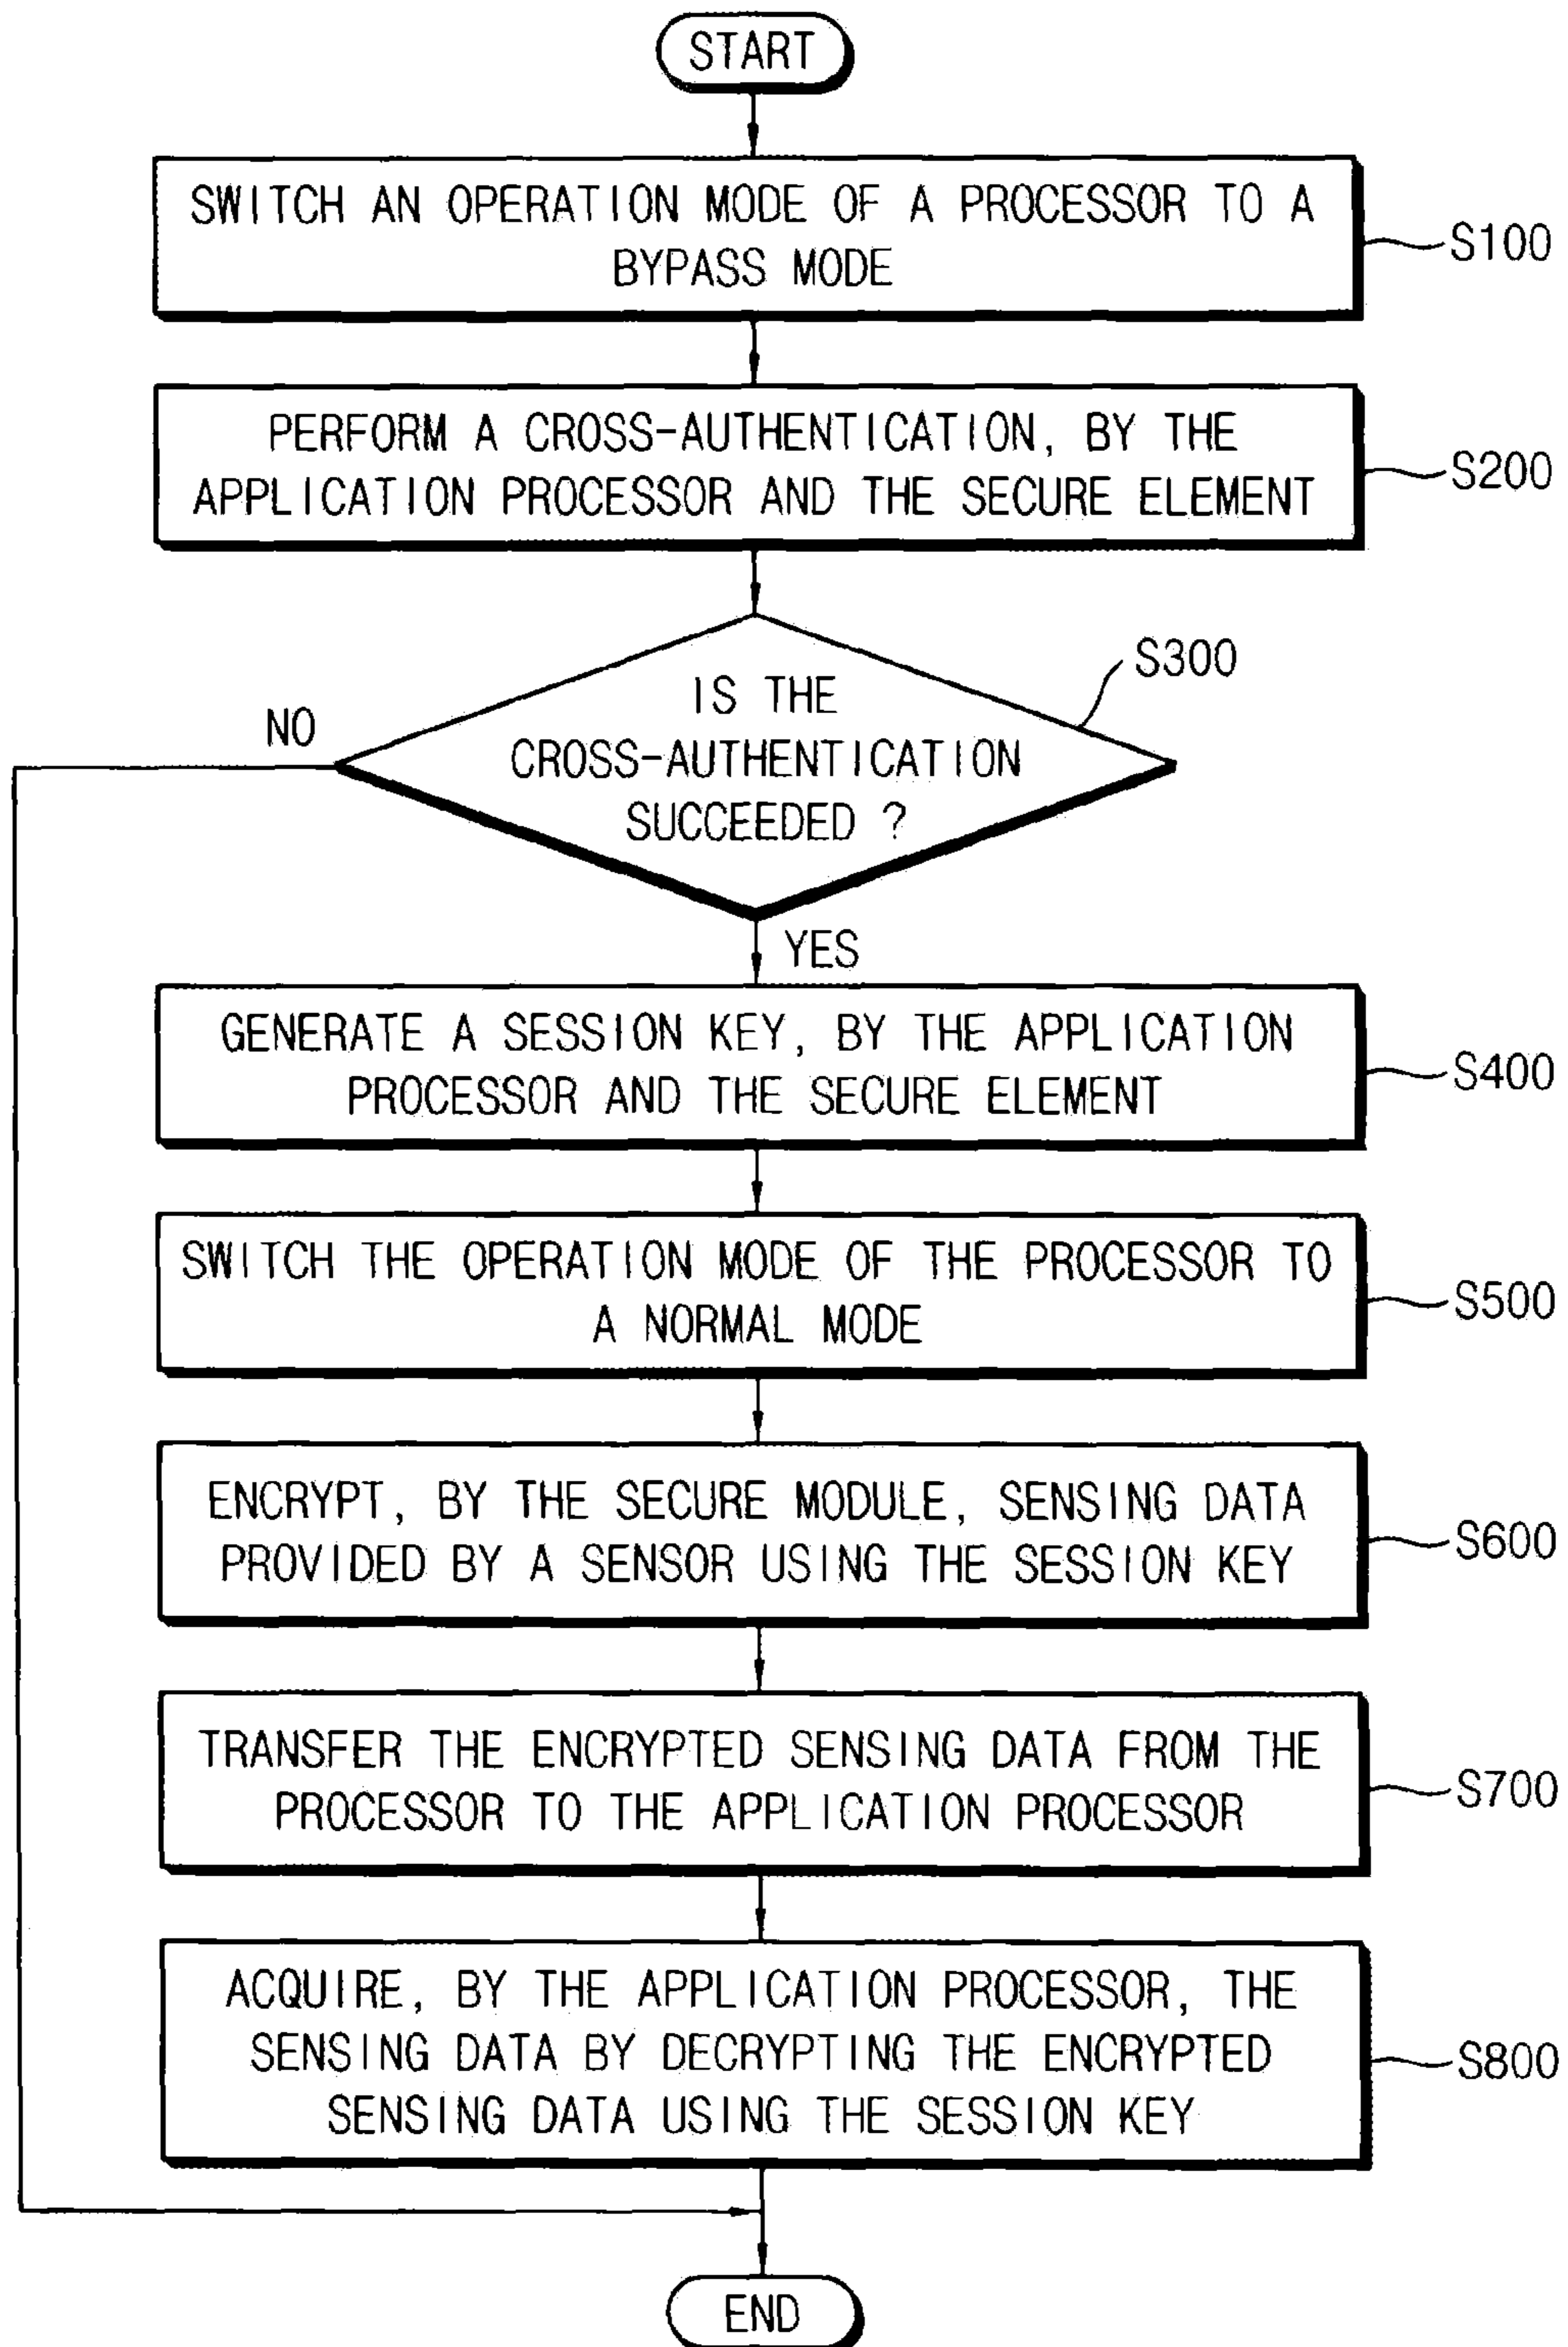 START
SWITCH AN OPERATION MODE OF A PROCESSOR TO A
BYPASS MODE
S100
PERFORM A CROSS-AUTHENTICATION, BY THE
APPLICATION PROCESSOR AND THE SECURE ELEMENT
S200
S300
IS THE
CROSS-AUTHENTICATION
SUCCEEDED ?
NO
YES
GENERATE A SESSION KEY, BY THE APPLICATION
PROCESSOR AND THE SECURE ELEMENT
S400
SWITCH THE OPERATION MODE OF THE PROCESSOR TO
A NORMAL MODE
S500
ENCRYPT, BY THE SECURE MODULE, SENSING DATA
PROVIDED BY A SENSOR USING THE SESSION KEY
S600
TRANSFER THE ENCRYPTED SENSING DATA FROM THE
PROCESSOR TO THE APPLICATION PROCESSOR
S700
ACQUIRE, BY THE APPLICATION PROCESSOR, THE
SENSING DATA BY DECRYPTING THE ENCRYPTED
SENSING DATA USING THE SESSION KEY
S800
END